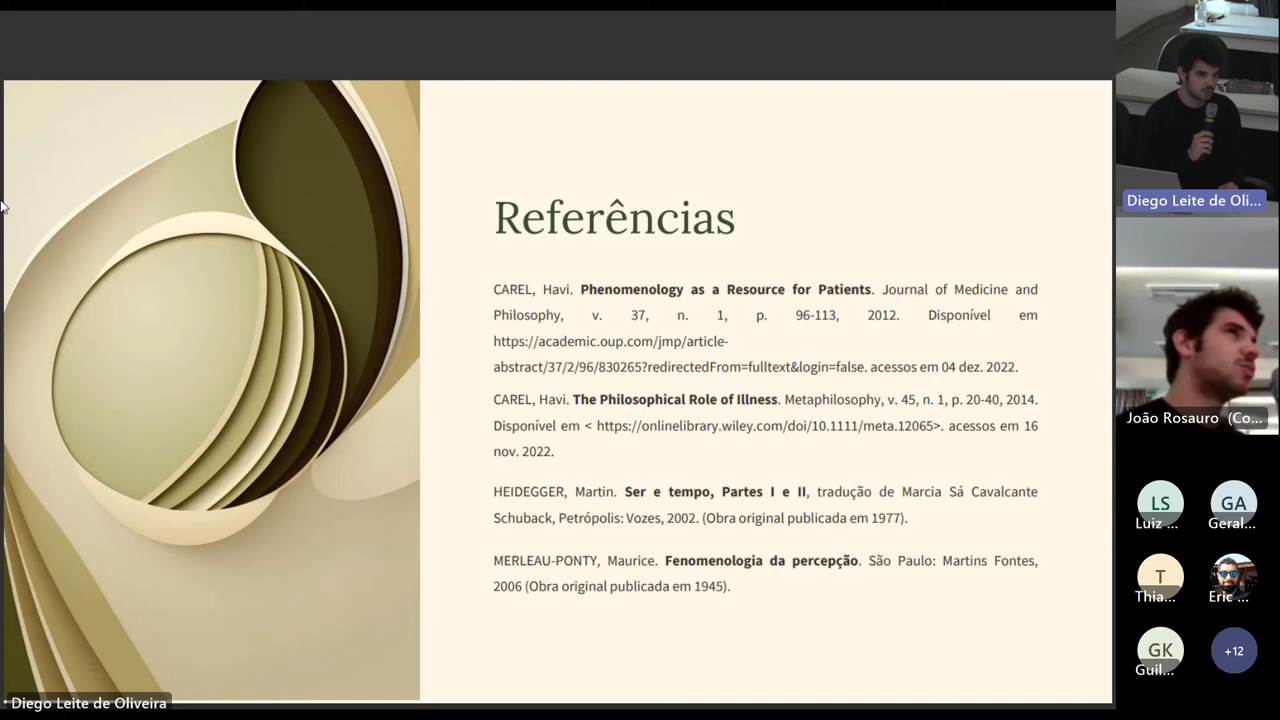 Referências
CAREL, Havi. Phenomenology as a Resource for Patients. Journal of Medicine and
Philosophy, v. 37, n. 1, p. 96-113, 2012. Disponível em
https://academic.oup.com/jmp/article-
abstract/37/2/96/830265?redirectedFrom=fulltext&login=false. acessos em 04 dez. 2022.
CAREL, Havi. The Philosophical Role of Illness. Metaphilosophy, v. 45, n. 1, p. 20-40, 2014.
Disponível em < https://onlinelibrary.wiley.com/doi/10.1111/meta.12065>. acessos em 16
nov. 2022.
HEIDEGGER, Martin. Ser e tempo, Partes I e II, tradução de Marcia Sá Cavalcante
Schuback, Petrópolis: Vozes, 2002. (Obra original publicada em 1977).
MERLEAU-PONTY, Maurice. Fenomenologia da percepção. São Paulo: Martins Fontes,
2006 (Obra original publicada em 1945).
Diego Leite de Oliveira
Diego Leite de Oli...
João Rosauro (Co...
LS
Luiz ...
GA
Geral...
T
Thia...
Eric ...
GK
Guil...
+12